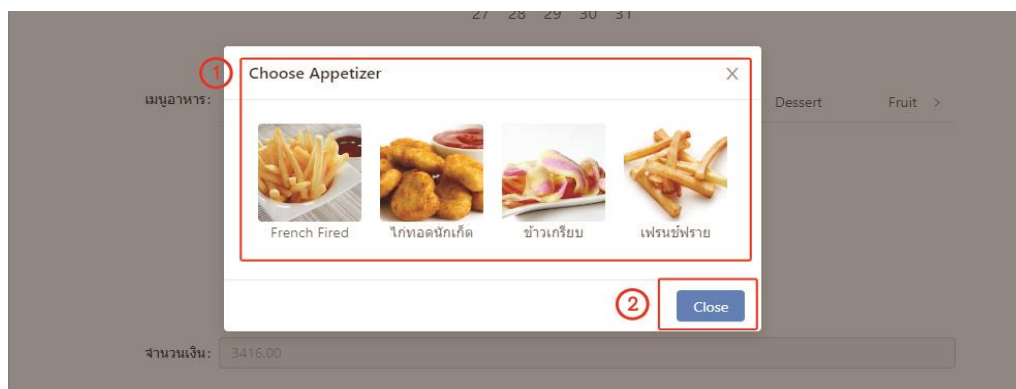 27 28 29 30 31
1
Choose Appetizer
เมนูอาหาร:
Dessert Fruit >
French Fired ไก่ทอดนักเก็ต ข้าวเกรียบ เฟรนช์ฟราย
2
Close
จำนวนเงิน: 3416.00